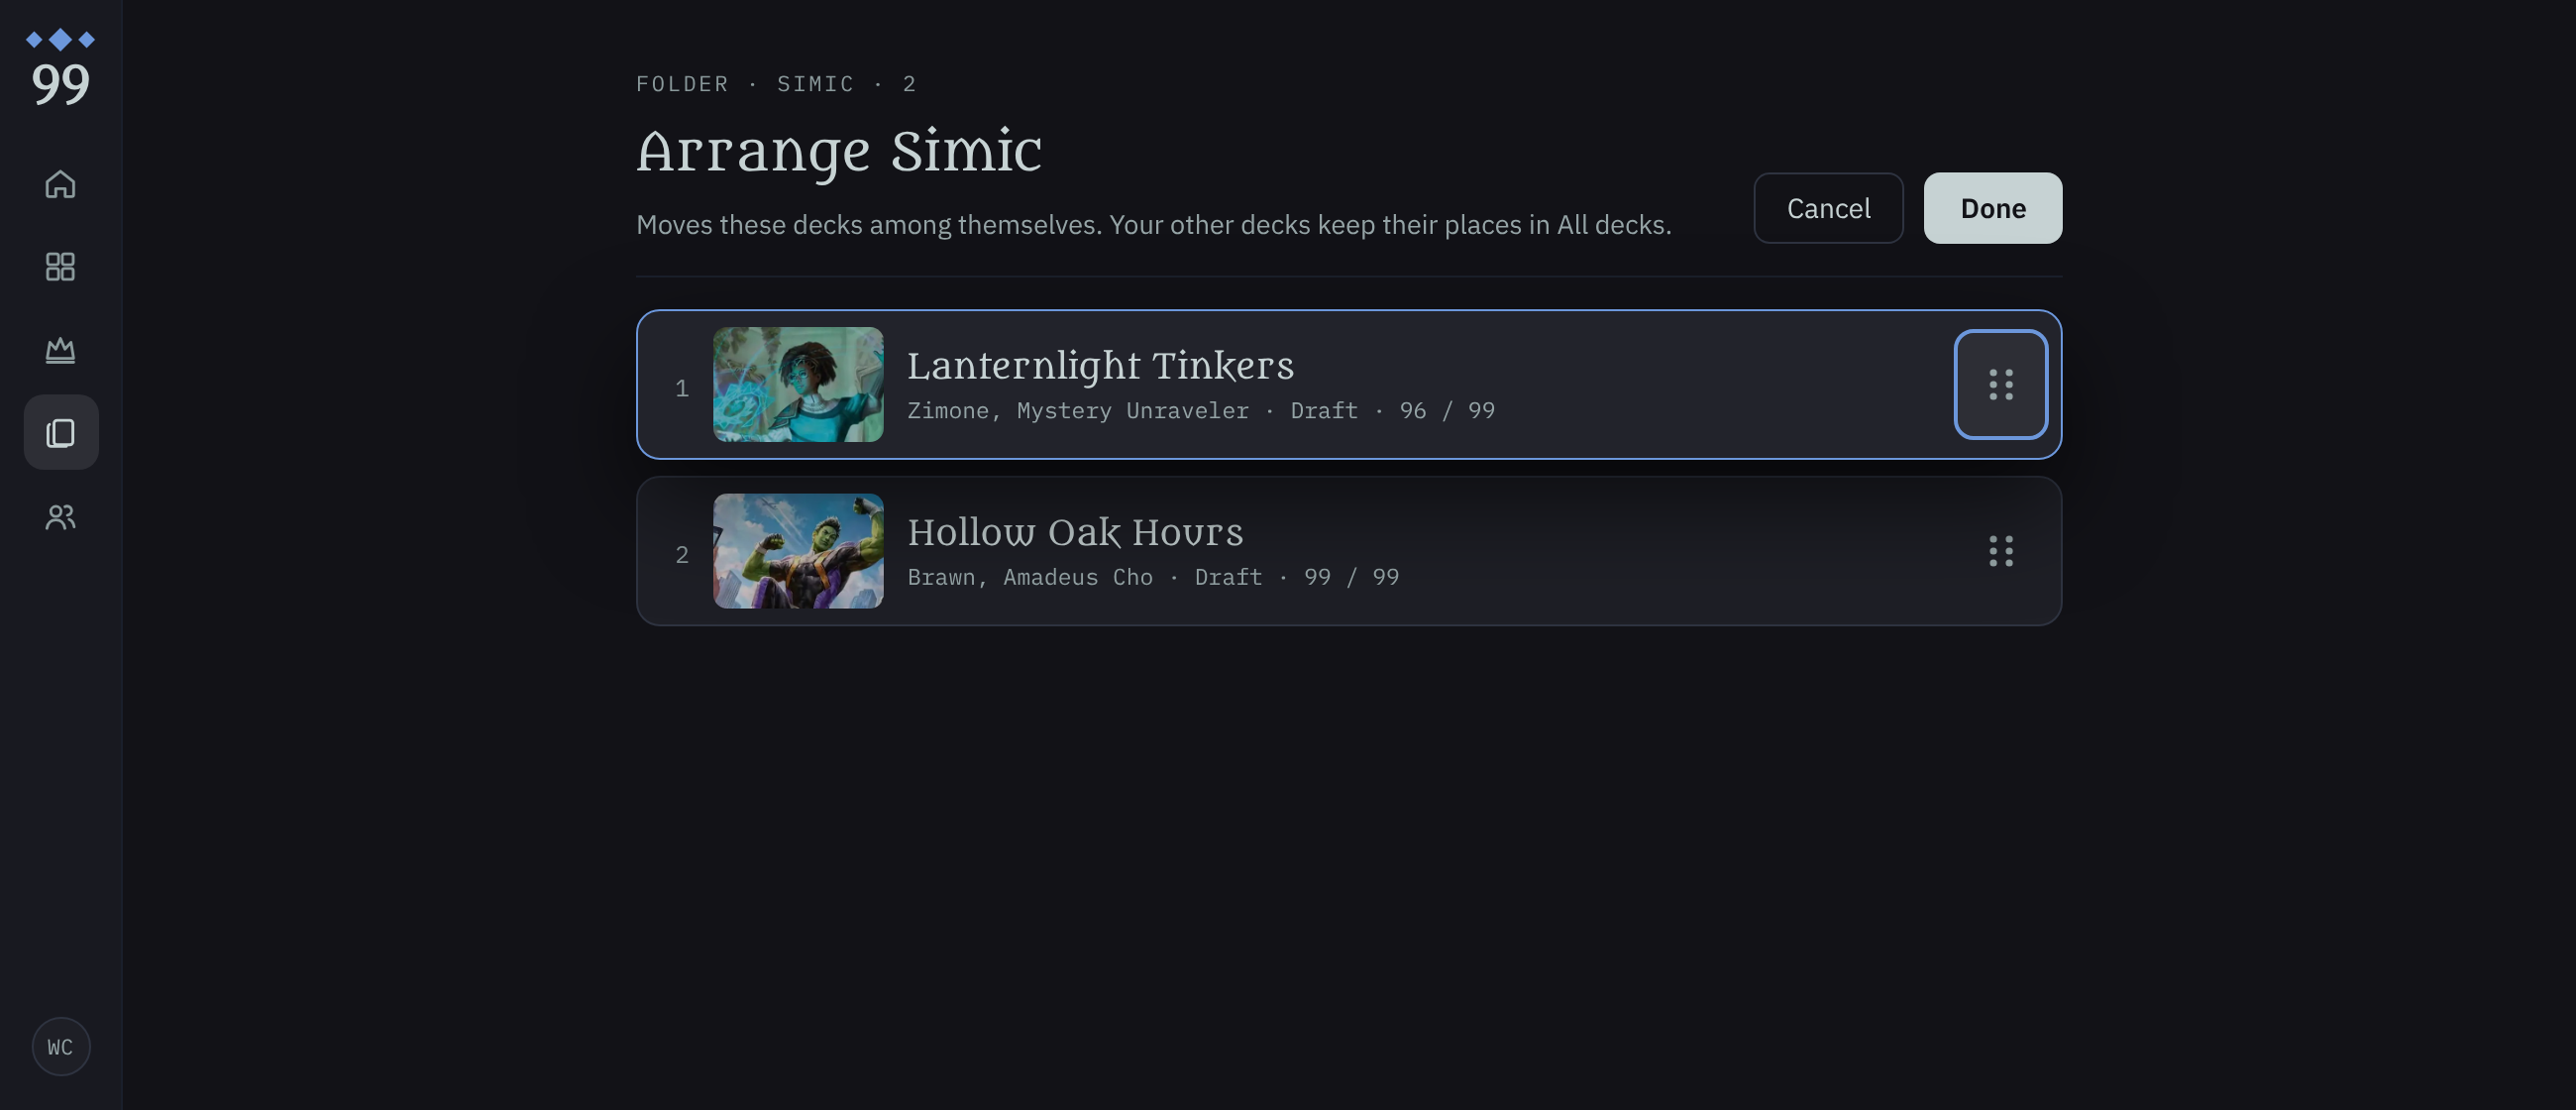 99
FOLDER · SIMIC · 2
Arrange Simic
Moves these decks among themselves. Your other decks keep their places in All decks.
Cancel
Done
1
Lanternlight Tinkers
Zimone, Mystery Unraveler · Draft · 96 / 99
2
Hollow Oak Hours
Brawn, Amadeus Cho · Draft · 99 / 99
WC